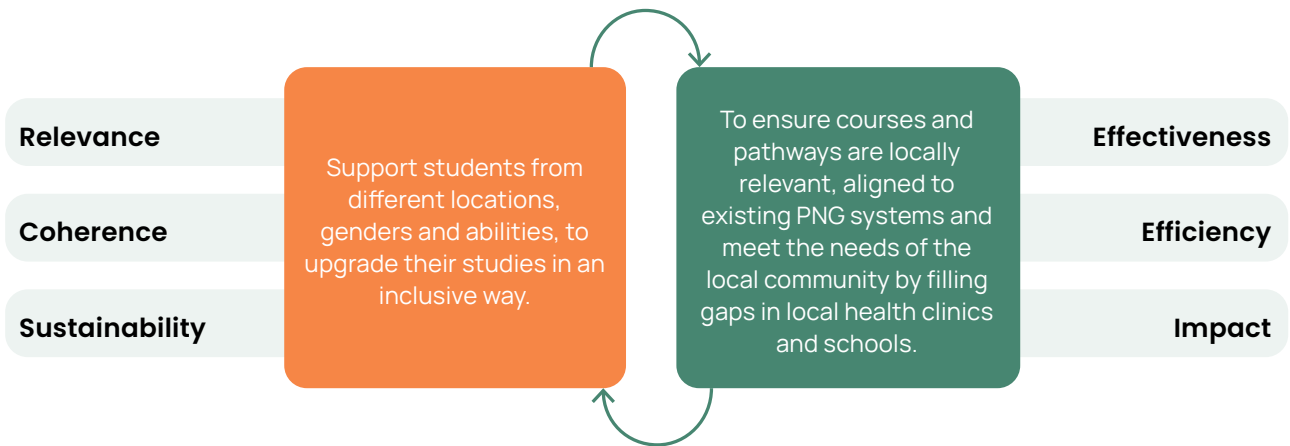 Relevance
Coherence
Sustainability
Support students from
different locations,
genders and abilities, to
upgrade their studies in an
inclusive way.
To ensure courses and
pathways are locally
relevant, aligned to
existing PNG systems and
meet the needs of the
local community by filling
gaps in local health clinics
and schools.
Effectiveness
Efficiency
Impact